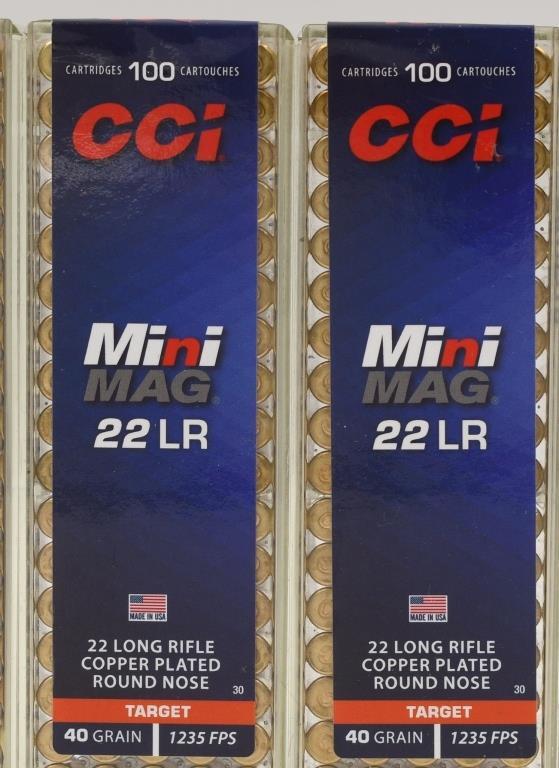 CARTRIDGES 100 CARTOUCHES
CCI
Mini
MAG
22 LR
MADE IN USA
22 LONG RIFLE
COPPER PLATED
ROUND NOSE
30
TARGET
40 GRAIN 1235 FPS
CARTRIDGES 100 CARTOUCHES
CCI
Mini
MAG
22 LR
MADE IN USA
22 LONG RIFLE
COPPER PLATED
ROUND NOSE
30
TARGET
40 GRAIN 1235 FPS